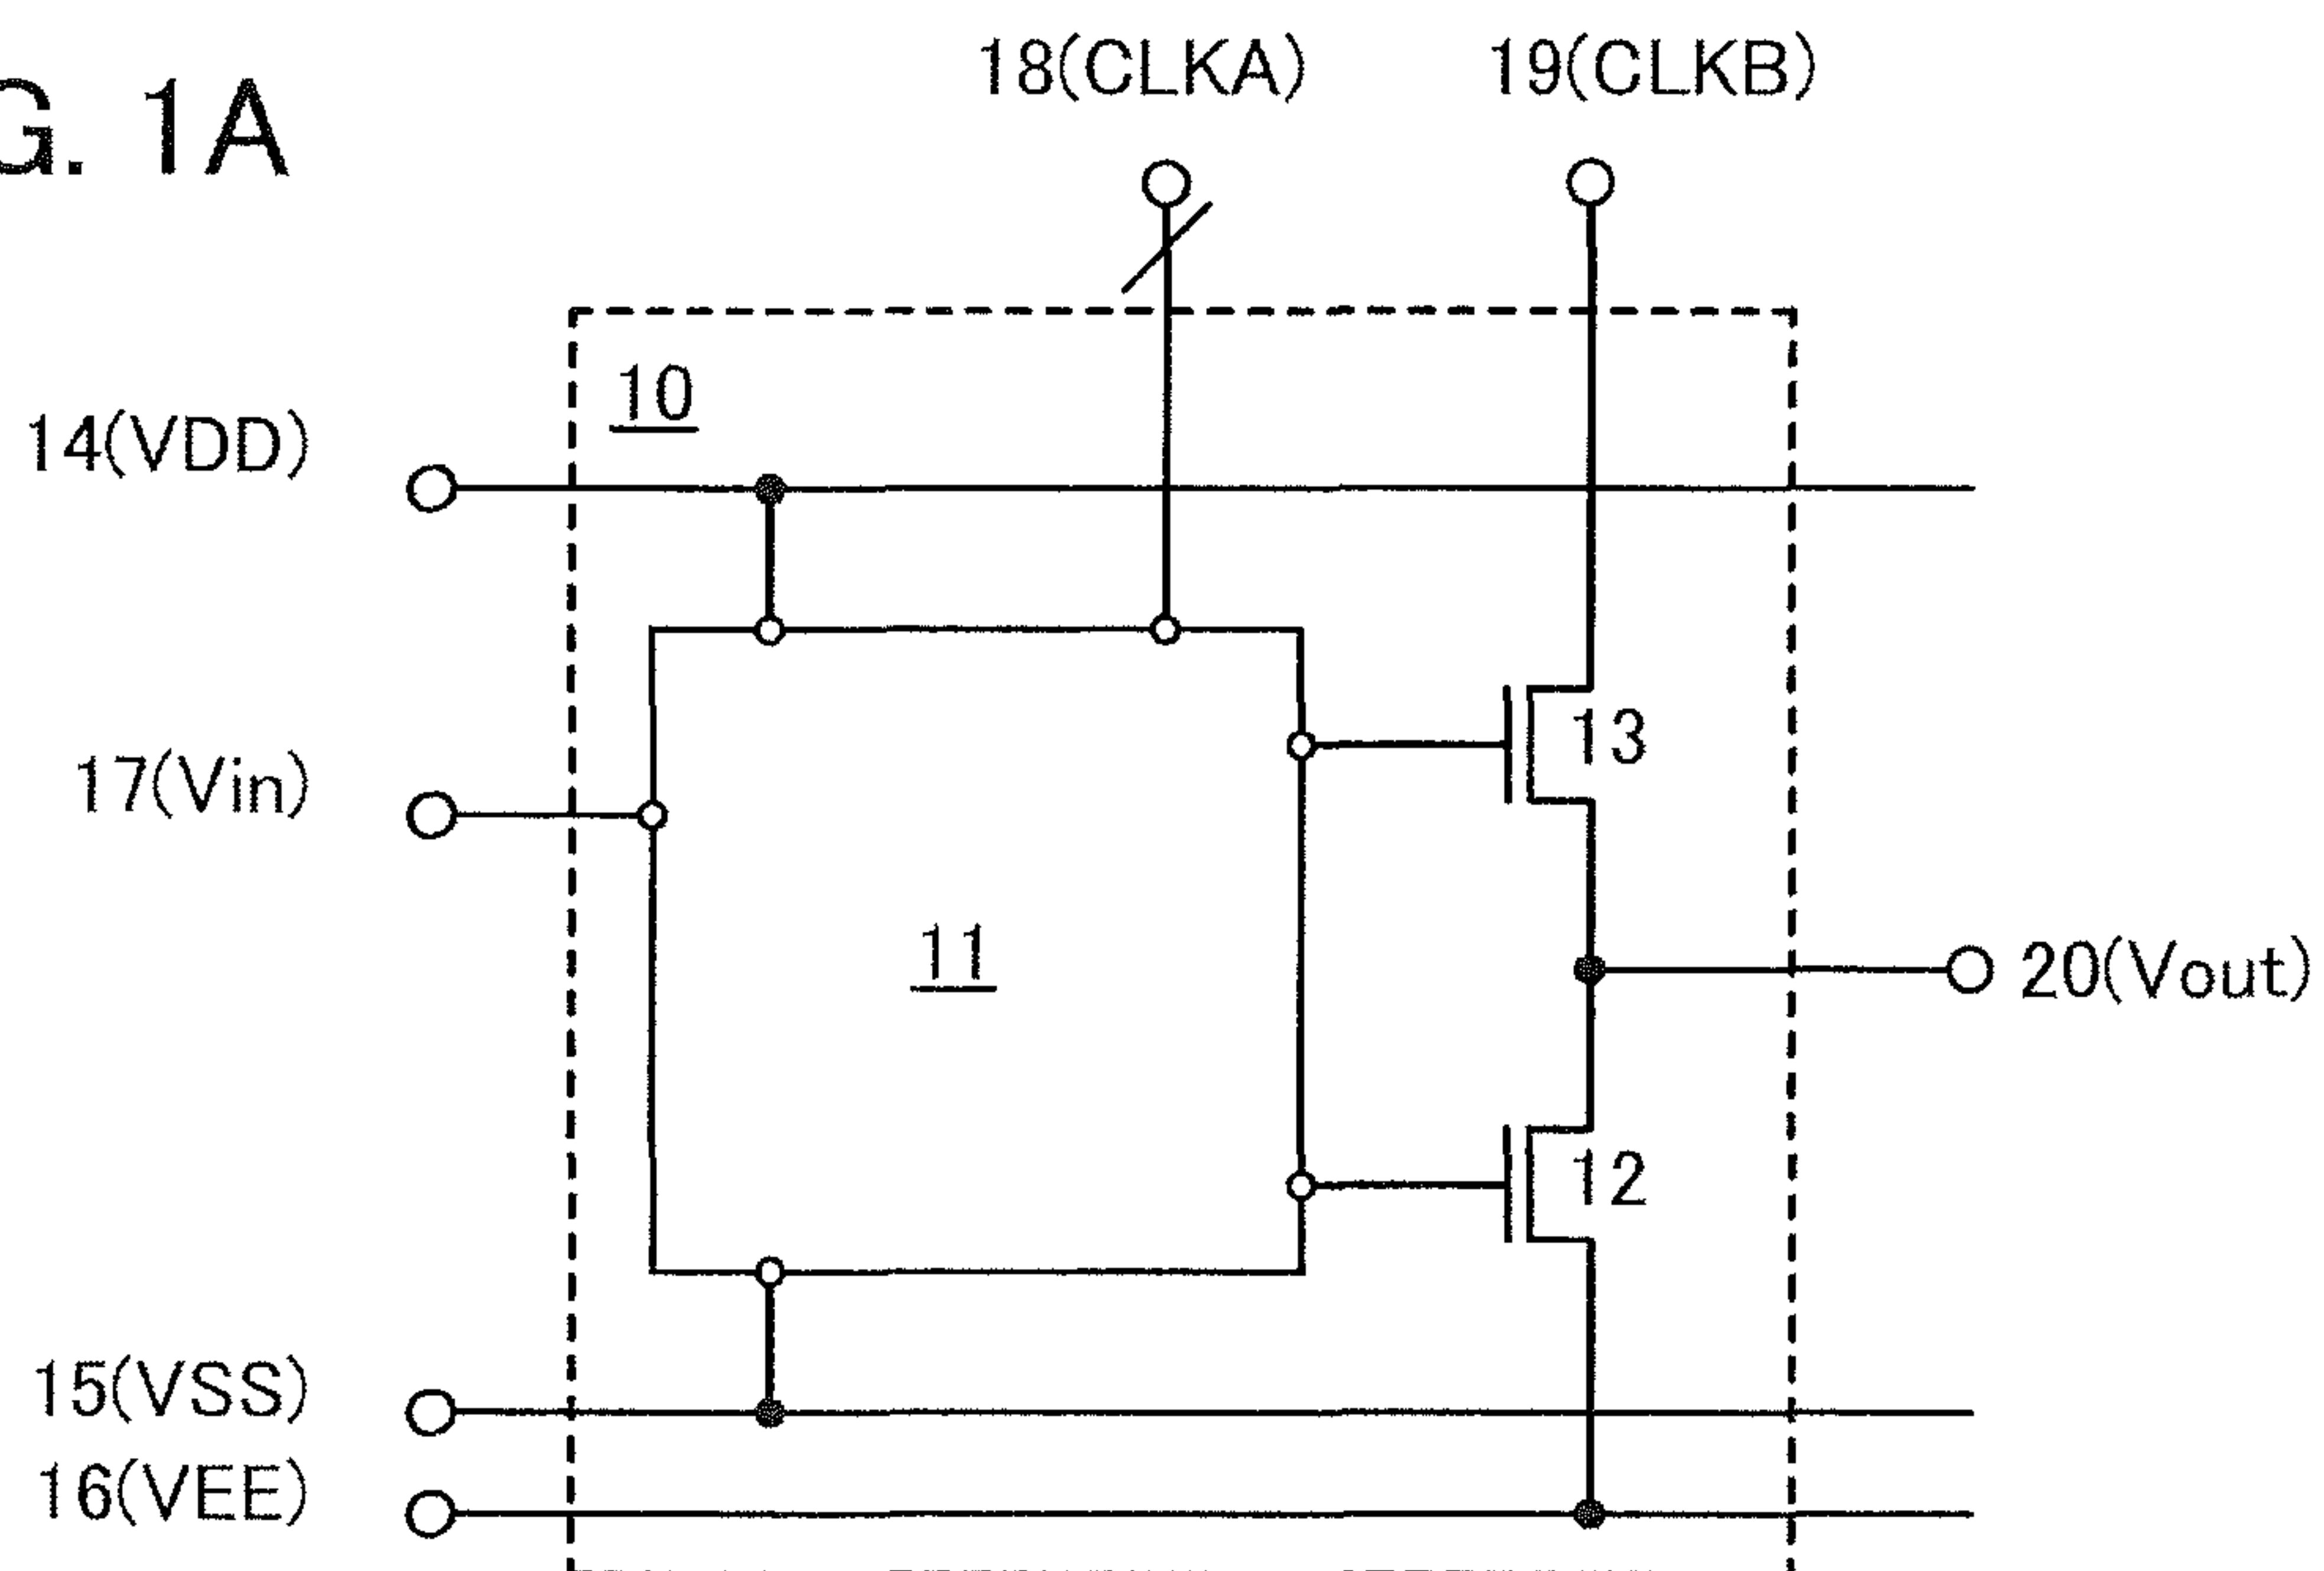 G. 1A
18(CLKA)
19(CLKB)
10
14(VDD)
13
17(Vin)
11
20(Vout)
12
15(VSS)
16(VEE)